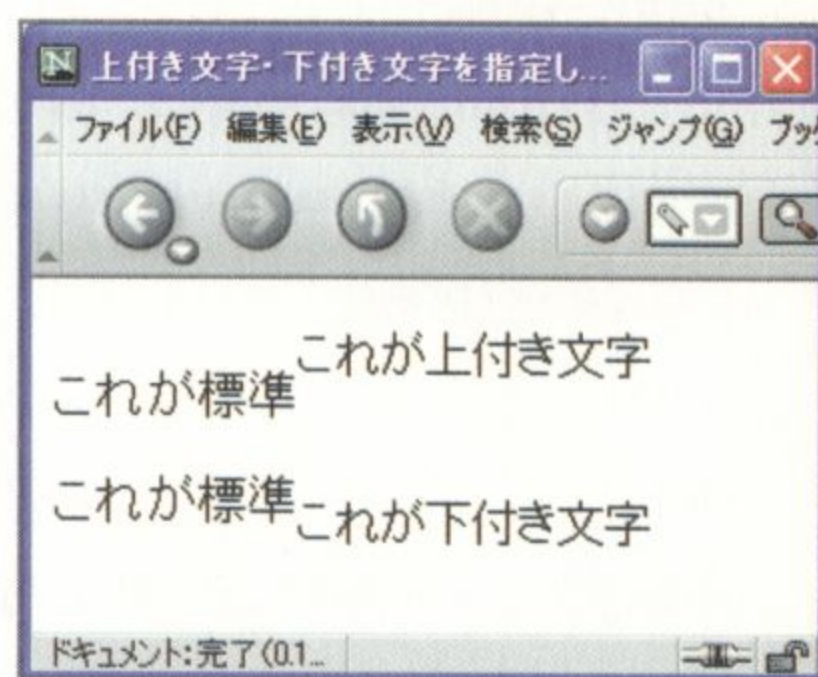 上付き文字・下付き文字を指定し...
ファイル(F) 編集(E) 表示(V) 検索(S) ジャンプ(G) ブック
これが標準これが上付き文字
これが標準これが下付き文字
ドキュメント:完了(0.1...